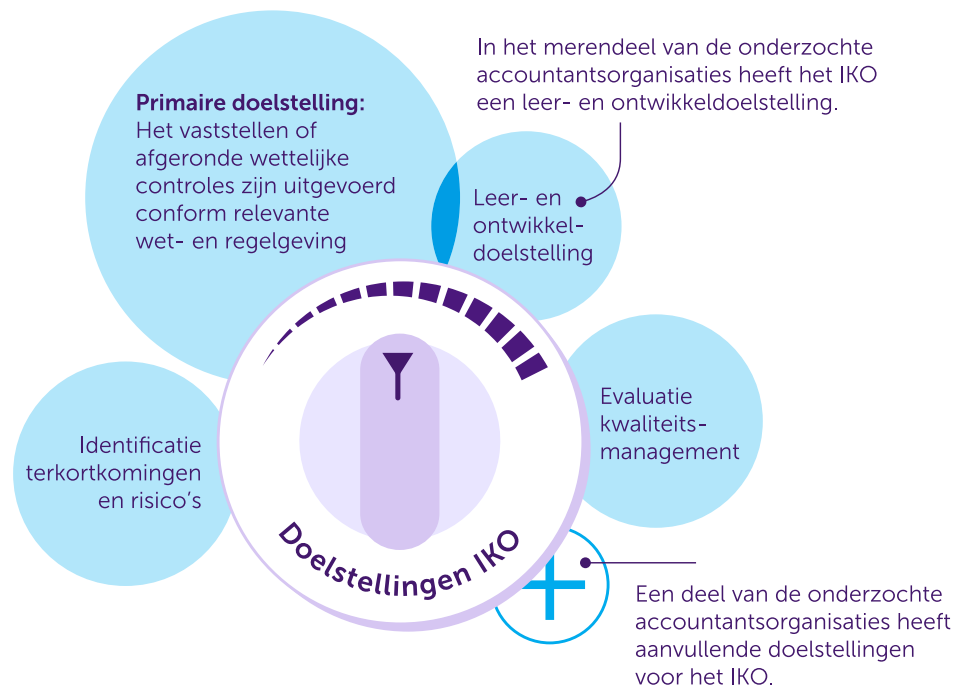 In het merendeel van de onderzochte
accountantsorganisaties heeft het IKO
een leer- en ontwikkeldoelstelling.
Primaire doelstelling:
Het vaststellen of
afgeronde wettelijke
controles zijn uitgevoerd
conform relevante
wet- en regelgeving
Leer- en
ontwikkel-
doelstelling
Evaluatie
kwaliteits-
management
Identificatie
terkortkomingen
en risico's
Doelstellingen IKO
Een deel van de onderzochte
accountantsorganisaties heeft
aanvullende doelstellingen
voor het IKO.